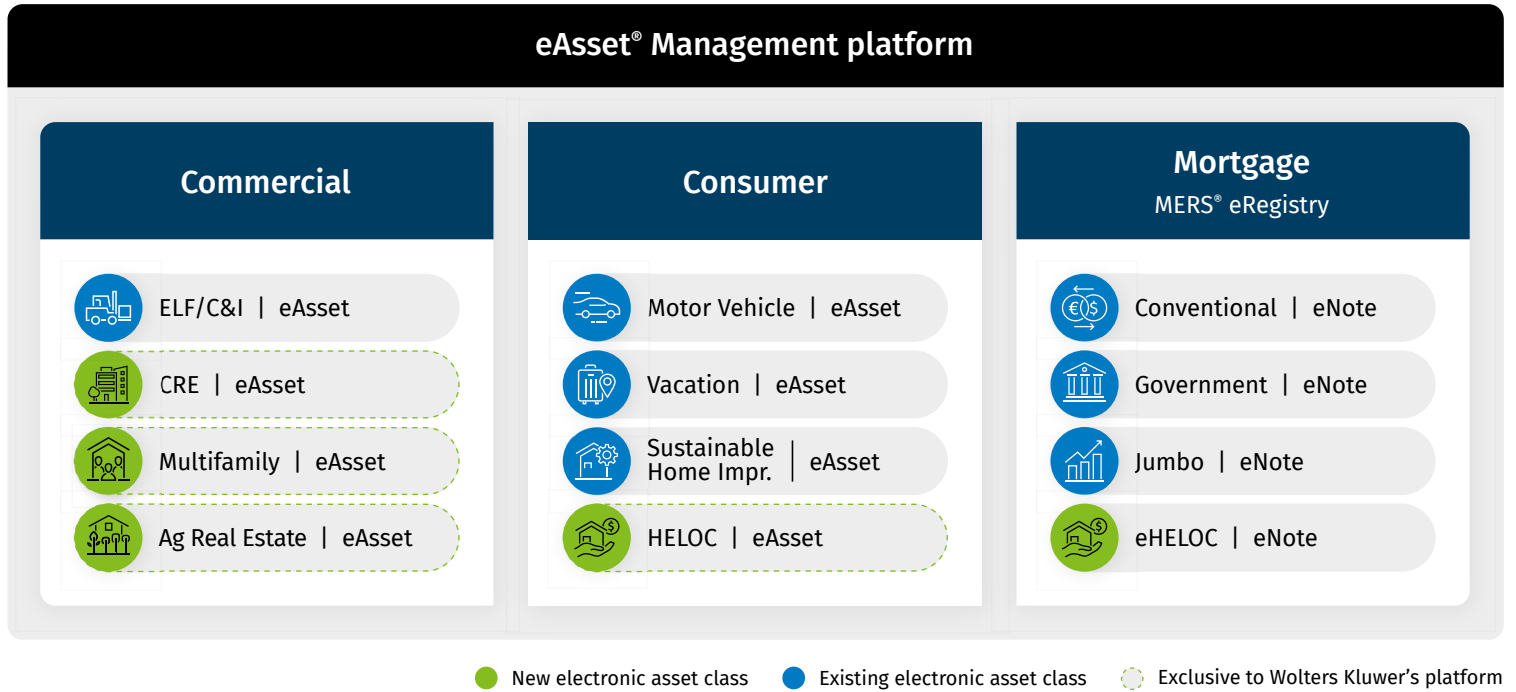 eAsset® Management platform
Commercial
ELF/C&I | eAsset
CRE | eAsset
Multifamily | eAsset
Ag Real Estate | eAsset
Consumer
Motor Vehicle | eAsset
Vacation | eAsset
Sustainable
Home Impr. | eAsset
HELOC | eAsset
Mortgage
MERS® eRegistry
Conventional | eNote
Government | eNote
Jumbo | eNote
eHELOC | eNote
New electronic asset class
Existing electronic asset class
Exclusive to Wolters Kluwer’s platform